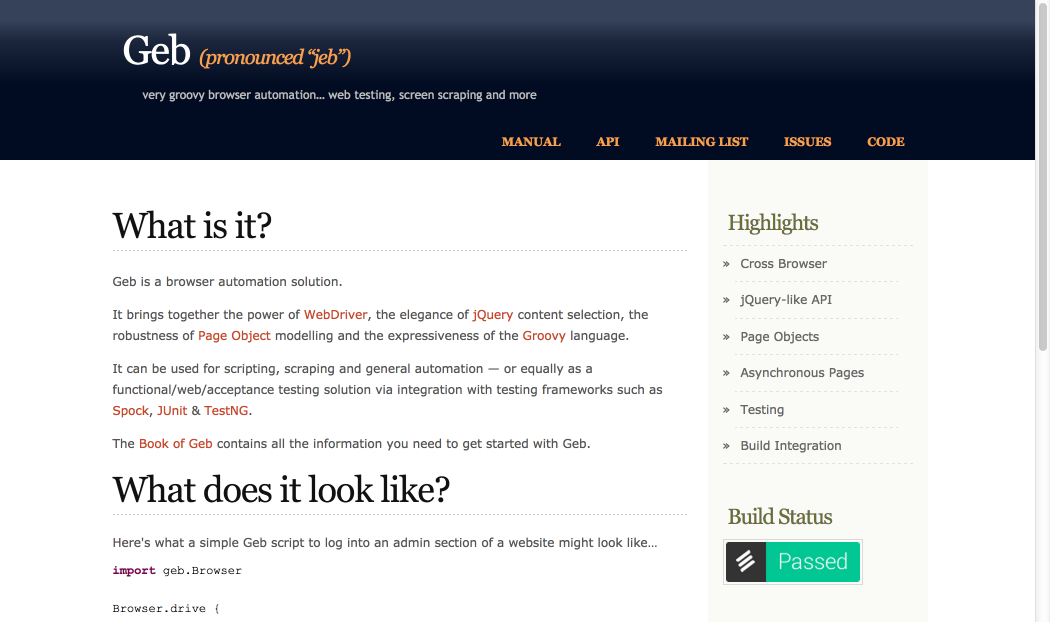 Geb (pronounced “jeb”)
very groovy browser automation… web testing, screen scraping and more
MANUAL API MAILING LIST ISSUES CODE
What is it?
Geb is a browser automation solution.
It brings together the power of WebDriver, the elegance of jQuery content selection, the
robustness of Page Object modelling and the expressiveness of the Groovy language.
It can be used for scripting, scraping and general automation — or equally as a
functional/web/acceptance testing solution via integration with testing frameworks such as
Spock, JUnit & TestNG.
The Book of Geb contains all the information you need to get started with Geb.
What does it look like?
Here's what a simple Geb script to log into an admin section of a website might look like…
import geb.Browser
Browser.drive {
Highlights
» Cross Browser
» jQuery-like API
» Page Objects
» Asynchronous Pages
» Testing
» Build Integration
Build Status
Passed